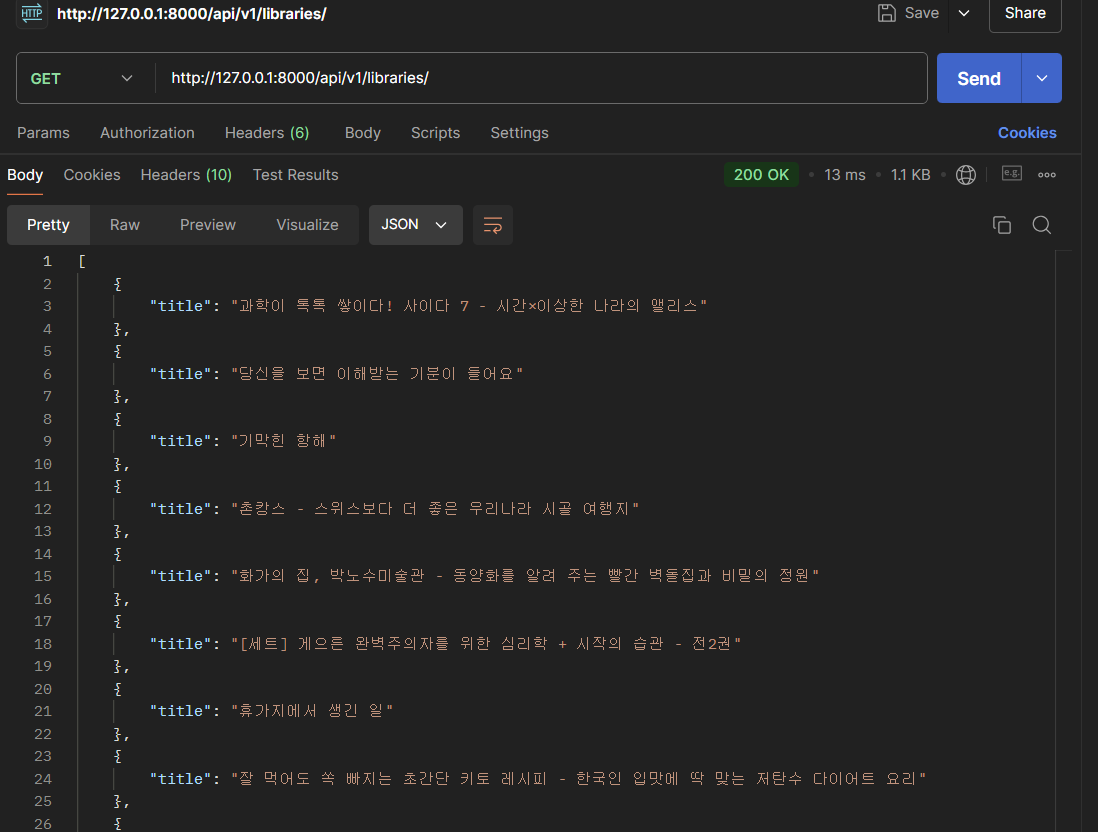 HTTP http://127.0.0.1:8000/api/v1/libraries/ Save Share
GET http://127.0.0.1:8000/api/v1/libraries/ Send
Params Authorization Headers (6) Body Scripts Settings Cookies
Body Cookies Headers (10) Test Results 200 OK • 13 ms • 1.1 KB • e.g.
Pretty Raw Preview Visualize JSON
1 [
2 {
3 "title": "과학이 톡톡 쌓이다! 사이다 7 - 시간×이상한 나라의 앨리스"
4 },
5 {
6 "title": "당신을 보면 이해받는 기분이 들어요"
7 },
8 {
9 "title": "기막힌 항해"
10 },
11 {
12 "title": "촌캉스 - 스위스보다 더 좋은 우리나라 시골 여행지"
13 },
14 {
15 "title": "화가의 집, 박노수미술관 - 동양화를 알려 주는 빨간 벽돌집과 비밀의 정원"
16 },
17 {
18 "title": "[세트] 게으른 완벽주의자를 위한 심리학 + 시작의 습관 - 전2권"
19 },
20 {
21 "title": "휴가지에서 생긴 일"
22 },
23 {
24 "title": "잘 먹어도 쏙 빠지는 초간단 키토 레시피 - 한국인 입맛에 딱 맞는 저탄수 다이어트 요리"
25 },
26 {